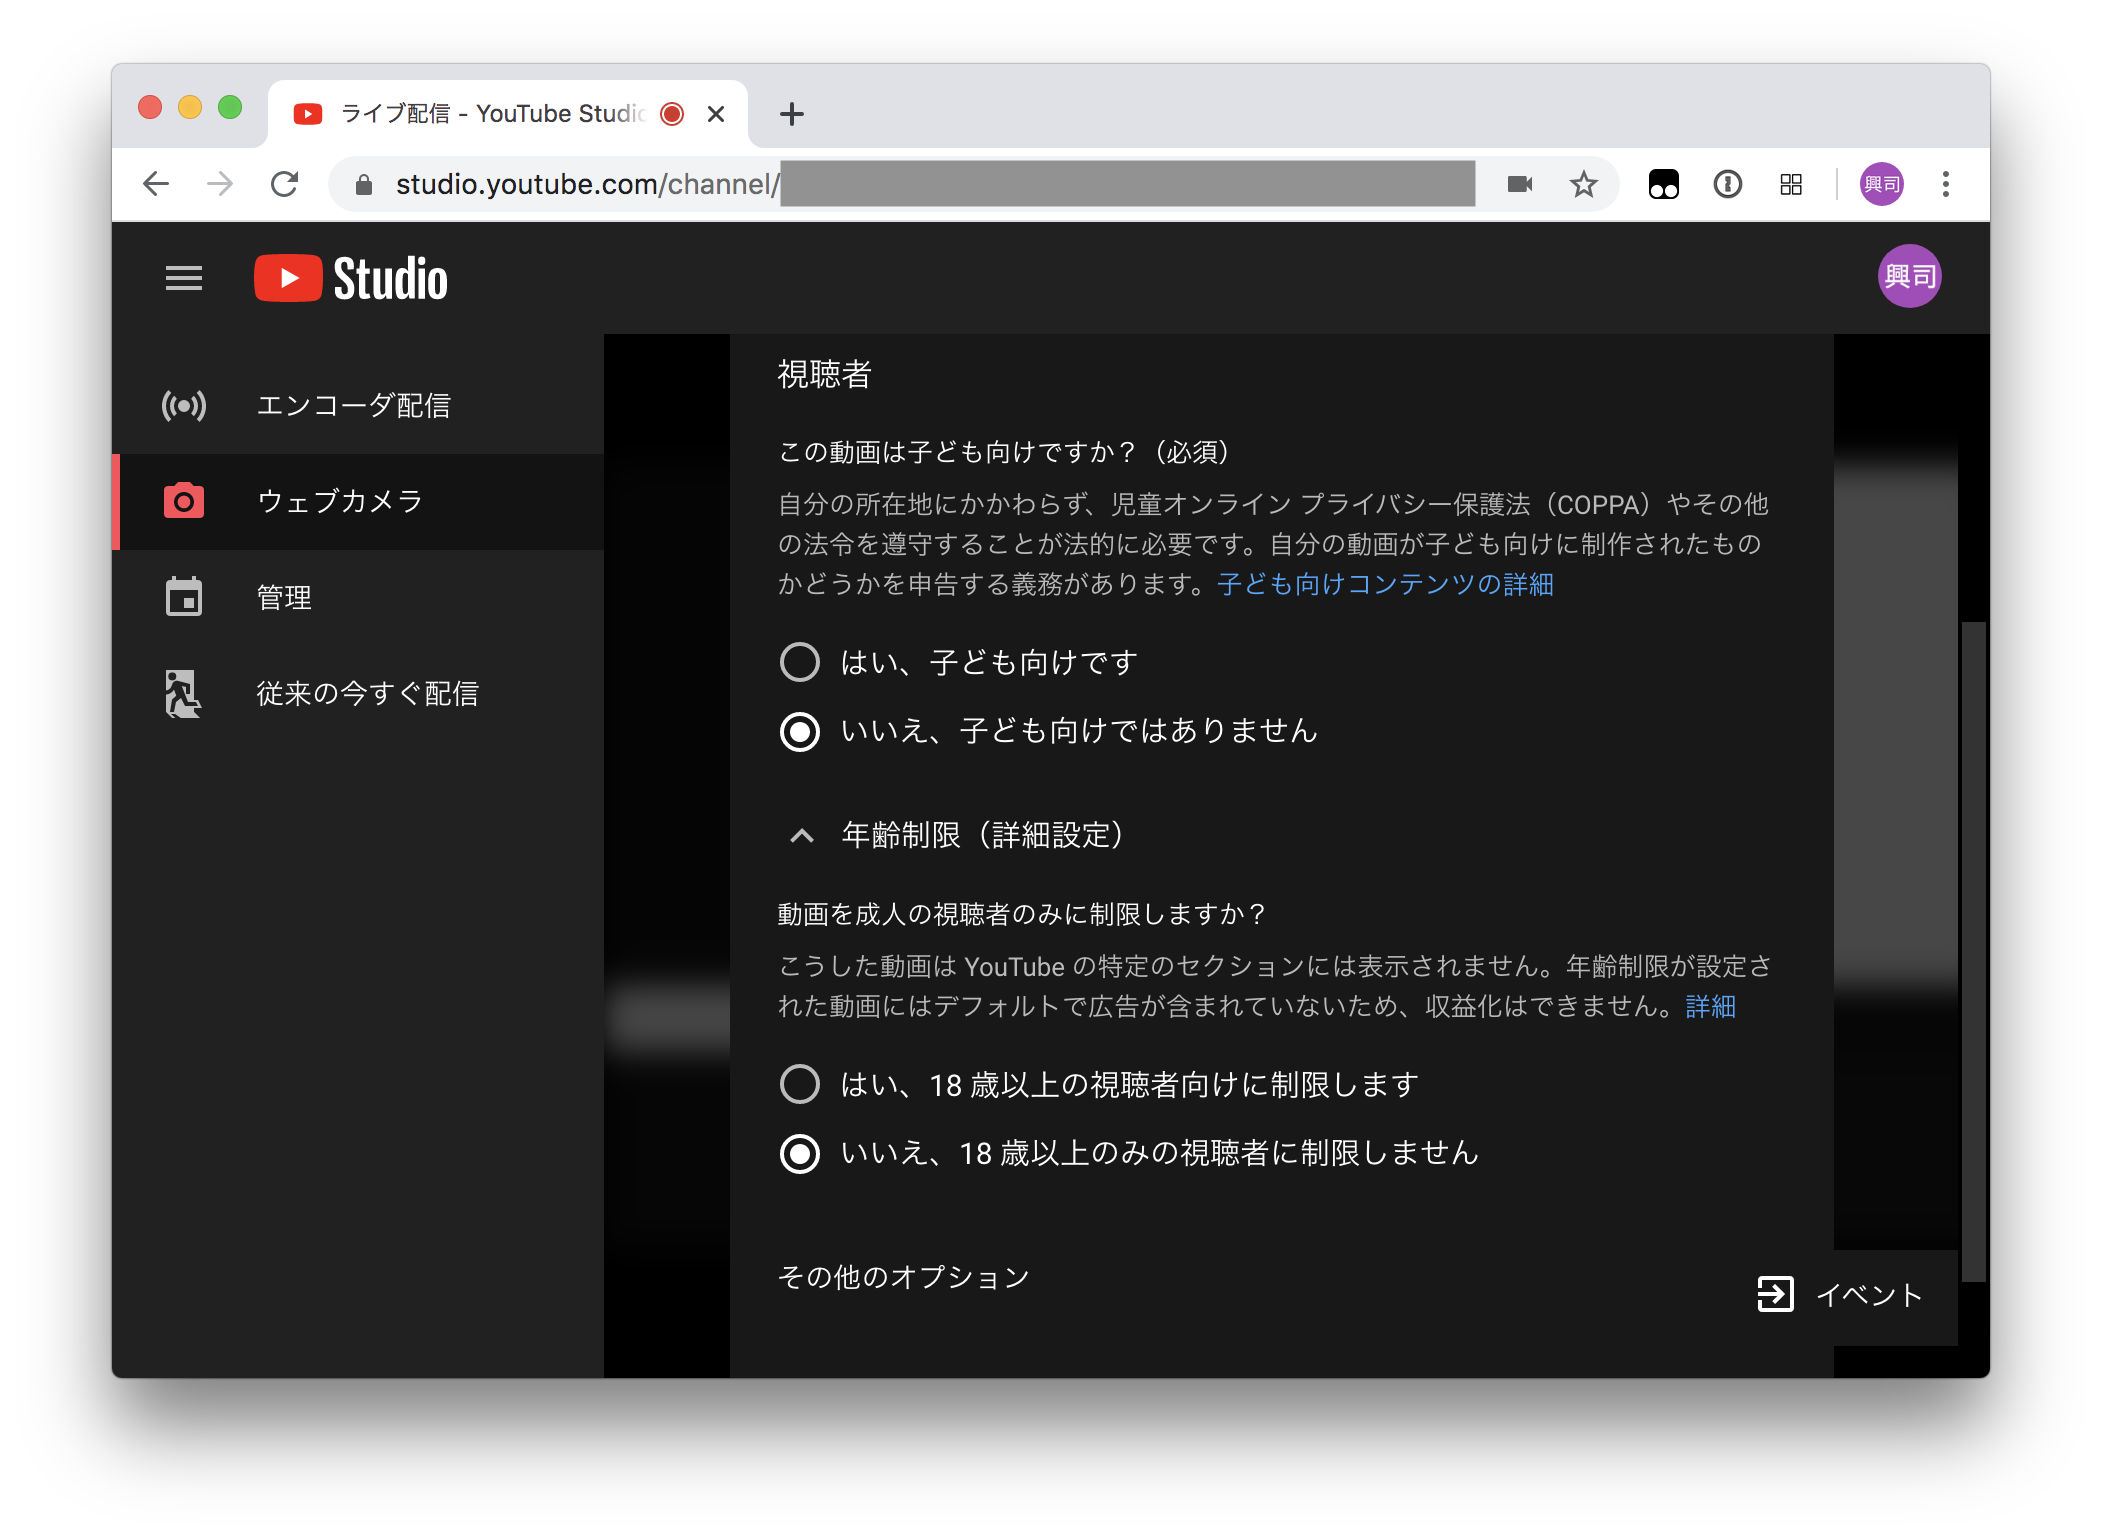 ライブ配信 - YouTube Studio
studio.youtube.com/channel/
興司
Studio
興司
エンコーダ配信
ウェブカメラ
管理
従来の今すぐ配信
視聴者
この動画は子ども向けですか？（必須）
自分の所在地にかかわらず、児童オンライン プライバシー保護法（COPPA）やその他
の法令を遵守することが法的に必要です。自分の動画が子ども向けに制作されたもの
かどうかを申告する義務があります。子ども向けコンテンツの詳細
はい、子ども向けです
いいえ、子ども向けではありません
年齢制限（詳細設定）
動画を成人の視聴者のみに制限しますか？
こうした動画は YouTube の特定のセクションには表示されません。年齢制限が設定さ
れた動画にはデフォルトで広告が含まれていないため、収益化はできません。詳細
はい、18 歳以上の視聴者向けに制限します
いいえ、18 歳以上のみの視聴者に制限しません
その他のオプション
イベント